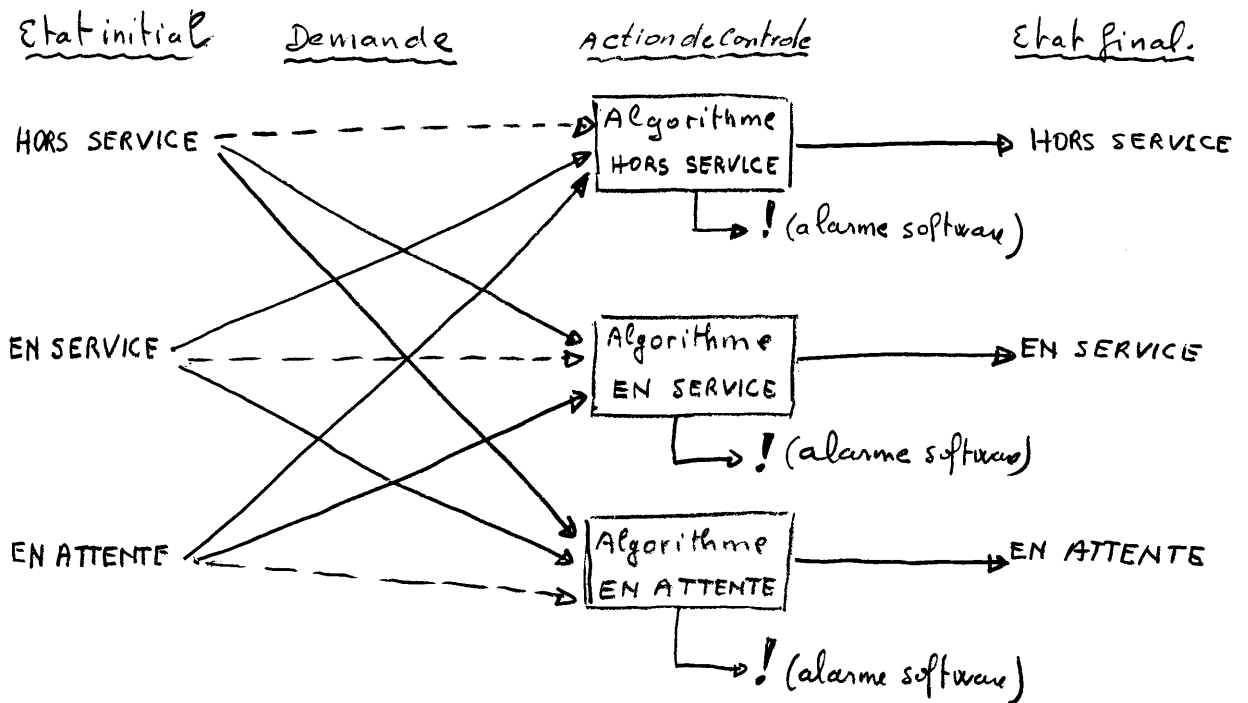 Etat initial Demande Action de Controle Etat final.
HORS SERVICE
Algorithme
HORS SERVICE
HORS SERVICE
! (alarme software)
EN SERVICE
Algorithme
EN SERVICE
EN SERVICE
! (alarme software)
EN ATTENTE
Algorithme
EN ATTENTE
EN ATTENTE
! (alarme software)